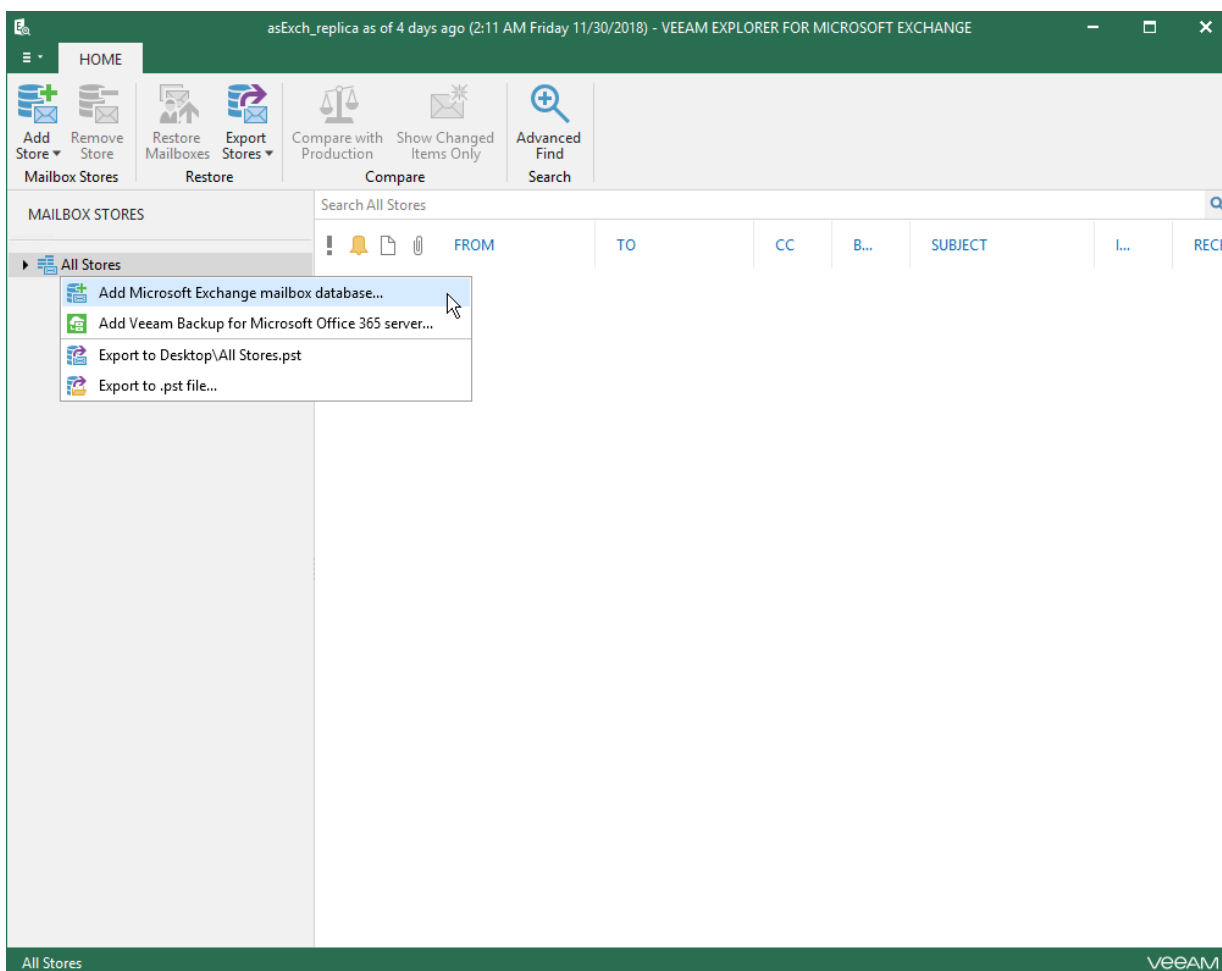 asExch_replica as of 4 days ago (2:11 AM Friday 11/30/2018) - VEEAM EXPLORER FOR MICROSOFT EXCHANGE
HOME
Add Store
Remove Store
Restore Mailboxes
Export Stores
Compare with Production
Show Changed Items Only
Advanced Find
Mailbox Stores
Restore
Compare
Search
MAILBOX STORES
Search All Stores
FROM TO CC B... SUBJECT I... RECI
All Stores
Add Microsoft Exchange mailbox database...
Add Veeam Backup for Microsoft Office 365 server...
Export to Desktop\All Stores.pst
Export to .pst file...
All Stores
veeAM